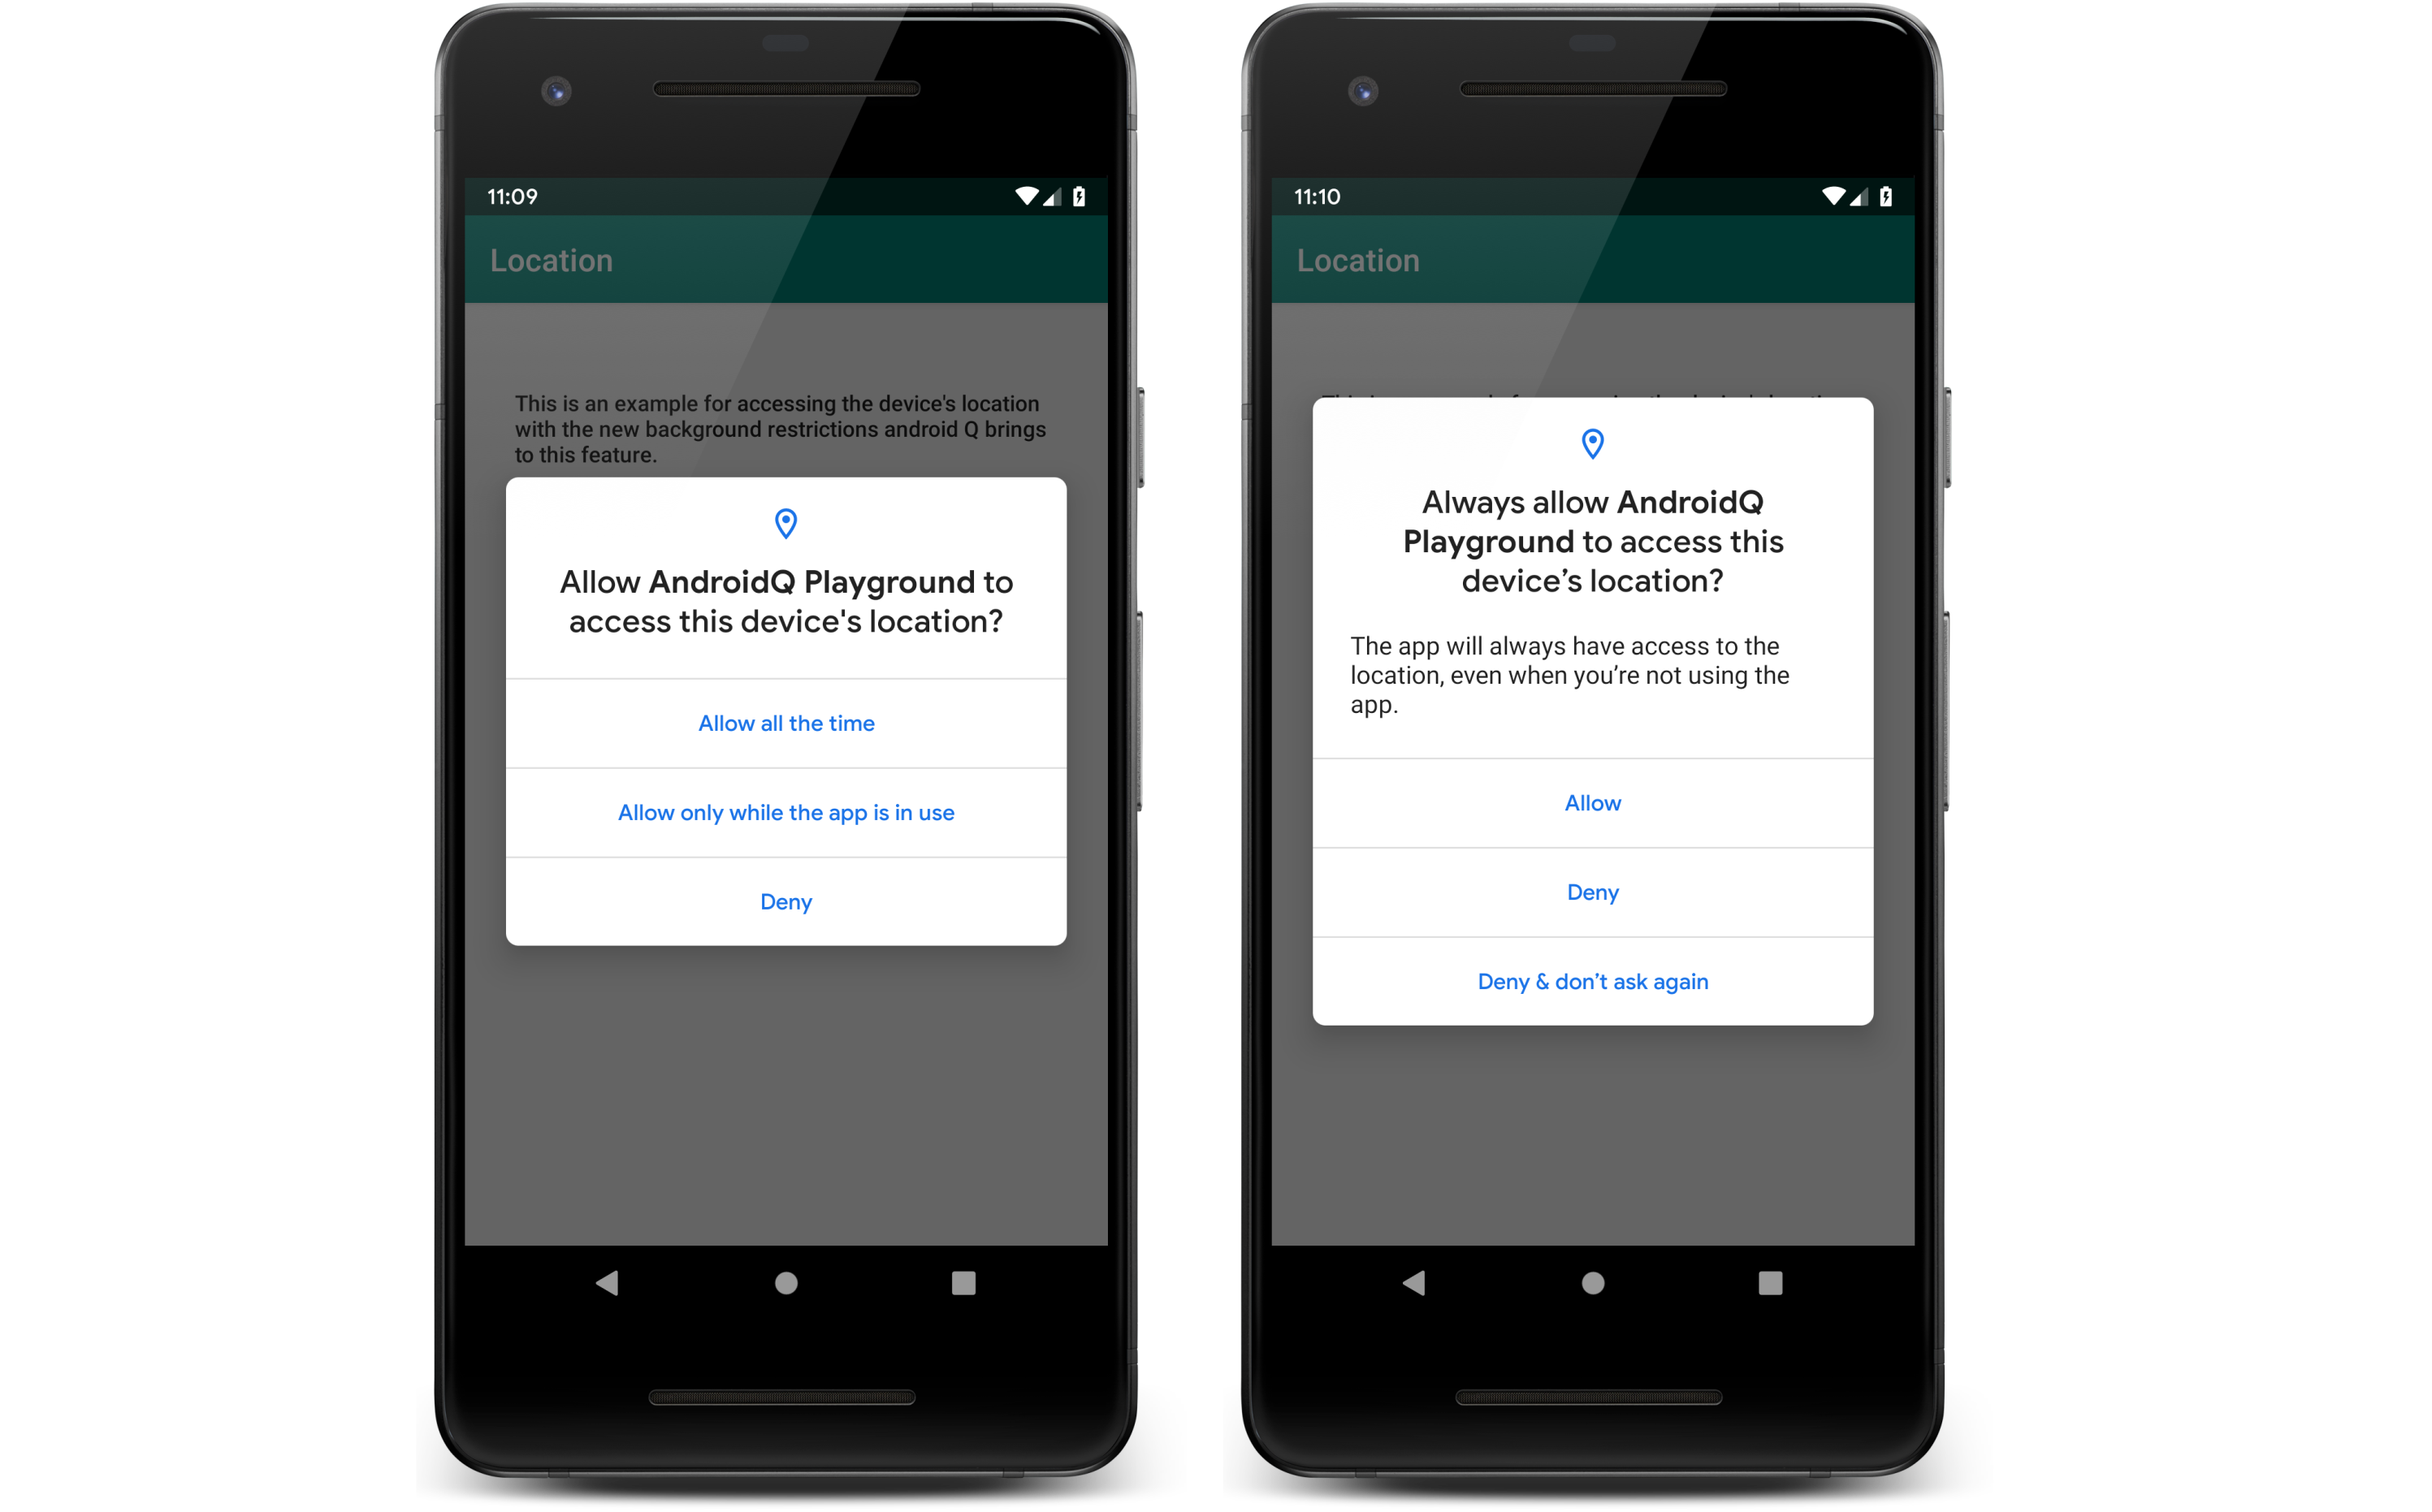 11:09
Location
This is an example for accessing the device's location
with the new background restrictions android Q brings
to this feature.
Allow AndroidQ Playground to
access this device's location?
Allow all the time
Allow only while the app is in use
Deny
11:10
Location
Always allow AndroidQ
Playground to access this
device’s location?
The app will always have access to the
location, even when you’re not using the
app.
Allow
Deny
Deny & don’t ask again